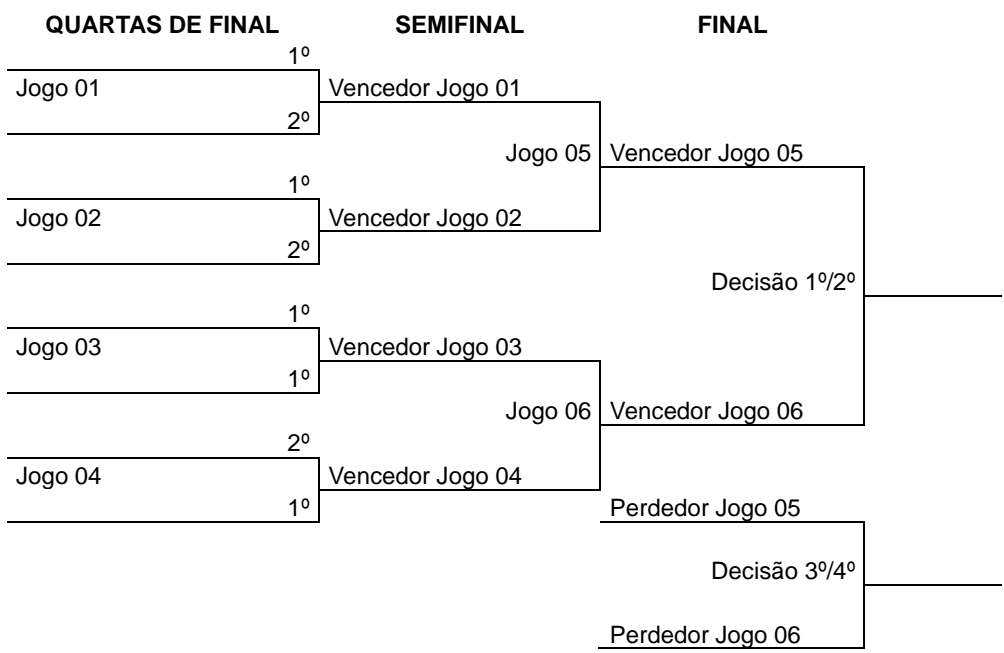 QUARTAS DE FINAL SEMIFINAL FINAL
1º
Jogo 01 Vencedor Jogo 01
2º
Jogo 05 Vencedor Jogo 05
1º
Jogo 02 Vencedor Jogo 02
2º
Decisão 1º/2º
1º
Jogo 03 Vencedor Jogo 03
1º
Jogo 06 Vencedor Jogo 06
2º
Jogo 04 Vencedor Jogo 04
1º Perdedor Jogo 05
Decisão 3º/4º
Perdedor Jogo 06